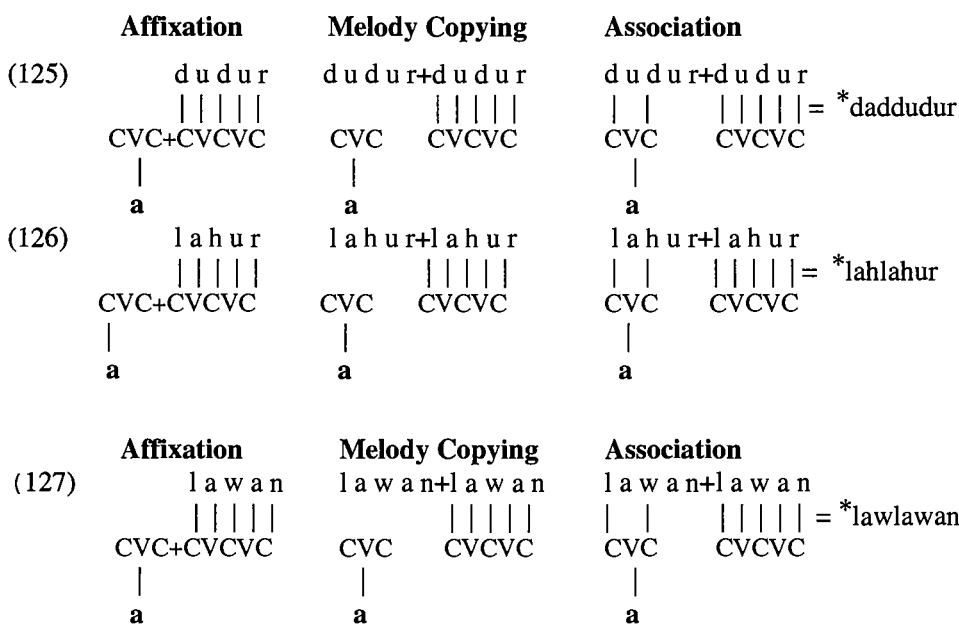 Affixation Melody Copying Association
(125) d u d u r d u d u r+d u d u r d u d u r+d u d u r
| | | | | | | | | | | | | | | | | = *daddudur
CVC+CVCVC CVC CVCVC CVC CVCVC
| | |
a a a
(126) l a h u r l a h u r+l a h u r l a h u r+l a h u r
| | | | | | | | | | | | | | | | | = *lahlahur
CVC+CVCVC CVC CVCVC CVC CVCVC
| | |
a a a
Affixation Melody Copying Association
(127) l a w a n l a w a n+l a w a n l a w a n+l a w a n
| | | | | | | | | | | | | | | | | = *lawlawan
CVC+CVCVC CVC CVCVC CVC CVCVC
| | |
a a a